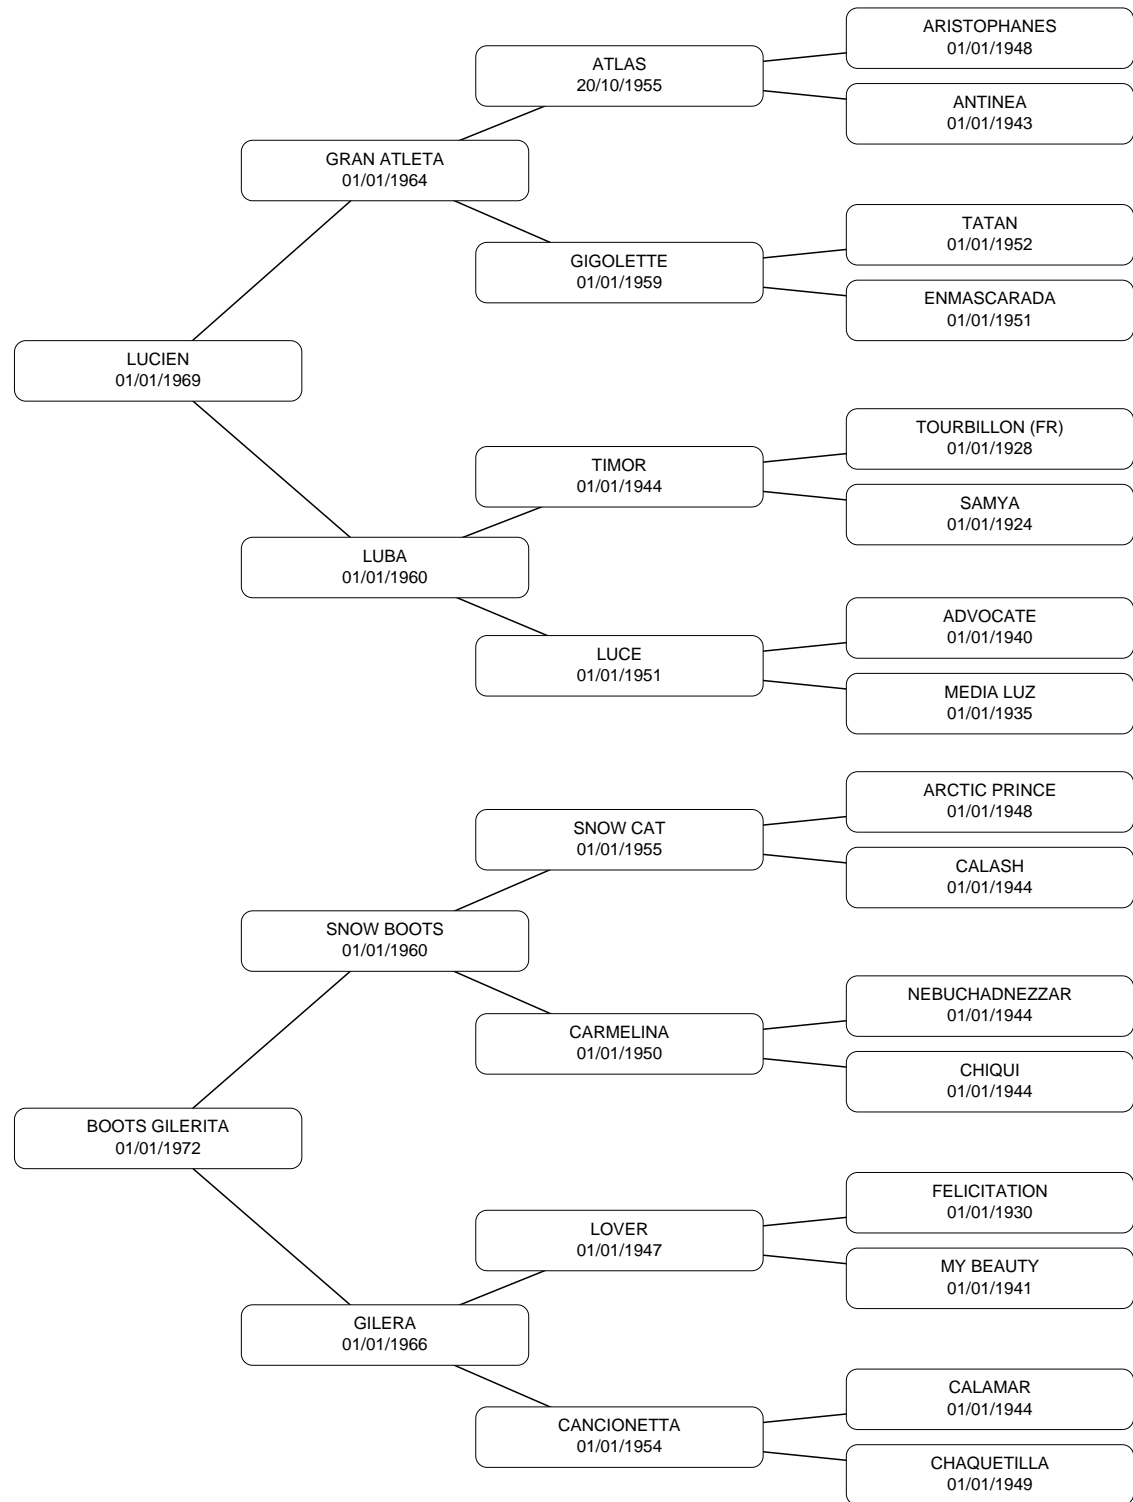 ARISTOPHANES
01/01/1948
ATLAS
20/10/1955
ANTINEA
01/01/1943
GRAN ATLETA
01/01/1964
TATAN
01/01/1952
GIGOLETTE
01/01/1959
ENMASCARADA
01/01/1951
LUCIEN
01/01/1969
TOURBILLON (FR)
01/01/1928
TIMOR
01/01/1944
SAMYA
01/01/1924
LUBA
01/01/1960
ADVOCATE
01/01/1940
LUCE
01/01/1951
MEDIA LUZ
01/01/1935
ARCTIC PRINCE
01/01/1948
SNOW CAT
01/01/1955
CALASH
01/01/1944
SNOW BOOTS
01/01/1960
NEBUCHADNEZZAR
01/01/1944
CARMELINA
01/01/1950
CHIQUI
01/01/1944
BOOTS GILERITA
01/01/1972
FELICITATION
01/01/1930
LOVER
01/01/1947
MY BEAUTY
01/01/1941
GILERA
01/01/1966
CALAMAR
01/01/1944
CANCIONETTA
01/01/1954
CHAQUETILLA
01/01/1949